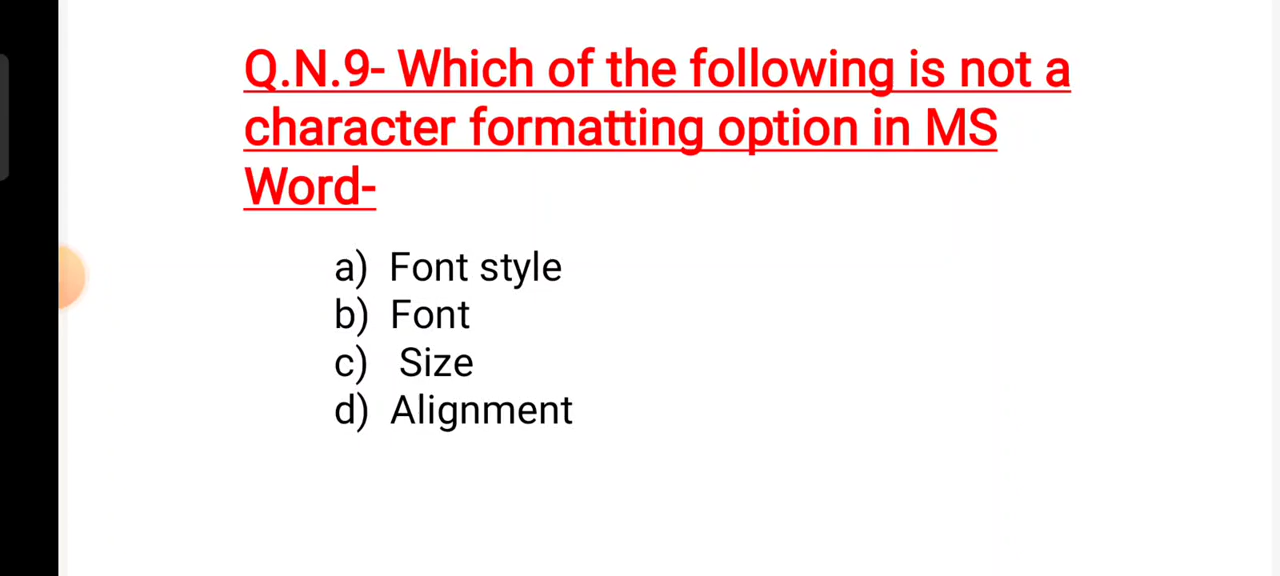 Q.N.9- Which of the following is not a
character formatting option in MS
Word-
a) Font style
b) Font
c) Size
d) Alignment